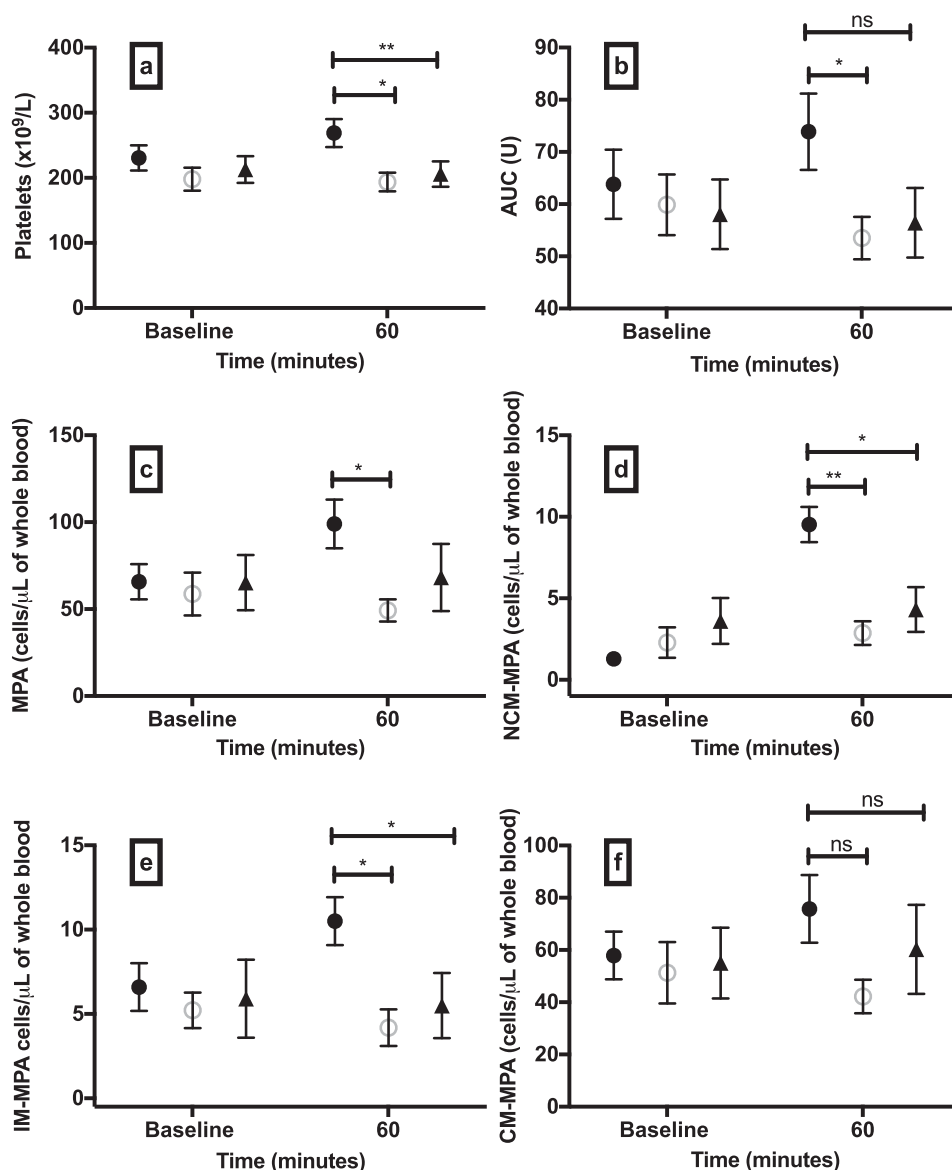 a
Platelets (x10⁹/L)
400
300
200
100
0
**
*
Baseline
60
Time (minutes)
b
AUC (U)
90
80
70
60
50
40
ns
*
Baseline
60
Time (minutes)
c
MPA (cells/μL of whole blood)
150
100
50
0
*
Baseline
60
Time (minutes)
d
NCM-MPA (cells/μL of whole blood)
15
10
5
0
*
**
Baseline
60
Time (minutes)
e
IM-MPA cells/μL of whole blood
15
10
5
0
*
*
Baseline
60
Time (minutes)
f
CM-MPA (cells/μL of whole blood)
100
80
60
40
20
0
ns
ns
Baseline
60
Time (minutes)